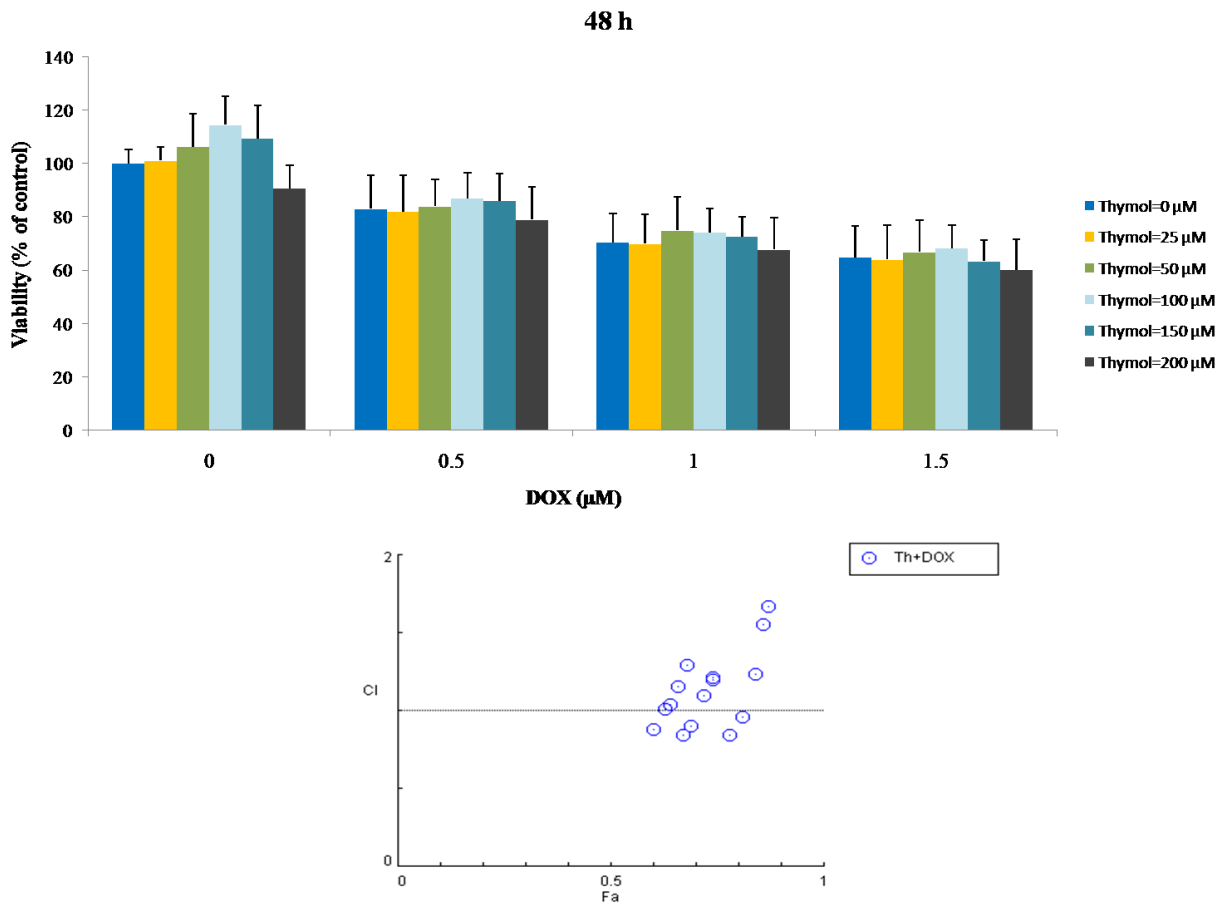 48 h
Viability (% of control)
140
120
100
80
60
40
20
0
0 0.5 1 1.5
DOX (μM)
Thymol=0 μM
Thymol=25 μM
Thymol=50 μM
Thymol=100 μM
Thymol=150 μM
Thymol=200 μM
2
CI
0
0 0.5 1
Fa
Th+DOX